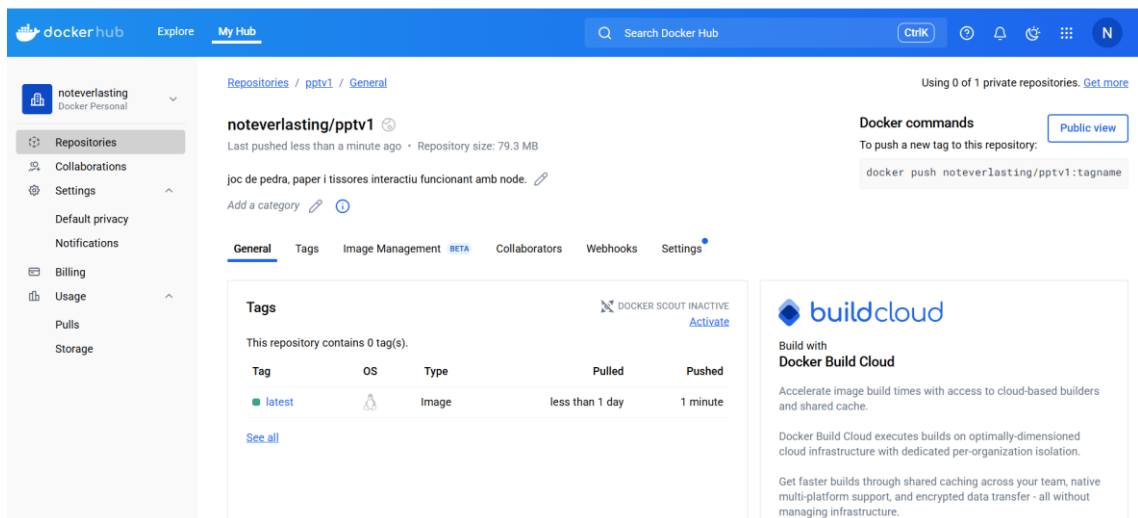 dockerhub Explore My Hub Search Docker Hub CtrlK N
noteverlasting
Docker Personal
Repositories
Collaborations
Settings
Default privacy
Notifications
Billing
Usage
Pulls
Storage
Repositories / pptv1 / General
Using 0 of 1 private repositories. Get more
noteverlasting/pptv1
Last pushed less than a minute ago • Repository size: 79.3 MB
joc de pedra, paper i tissores interactiu funcionant amb node.
Add a category
Docker commands
Public view
To push a new tag to this repository:
docker push noteverlasting/pptv1:tagname
General Tags Image Management BETA Collaborators Webhooks Settings
Tags
DOCKER SCOUT INACTIVE
Activate
This repository contains 0 tag(s).
Tag OS Type Pulled Pushed
latest Image less than 1 day 1 minute
See all
buildcloud
Build with
Docker Build Cloud
Accelerate image build times with access to cloud-based builders
and shared cache.
Docker Build Cloud executes builds on optimally-dimensioned
cloud infrastructure with dedicated per-organization isolation.
Get faster builds through shared caching across your team, native
multi-platform support, and encrypted data transfer - all without
managing infrastructure.